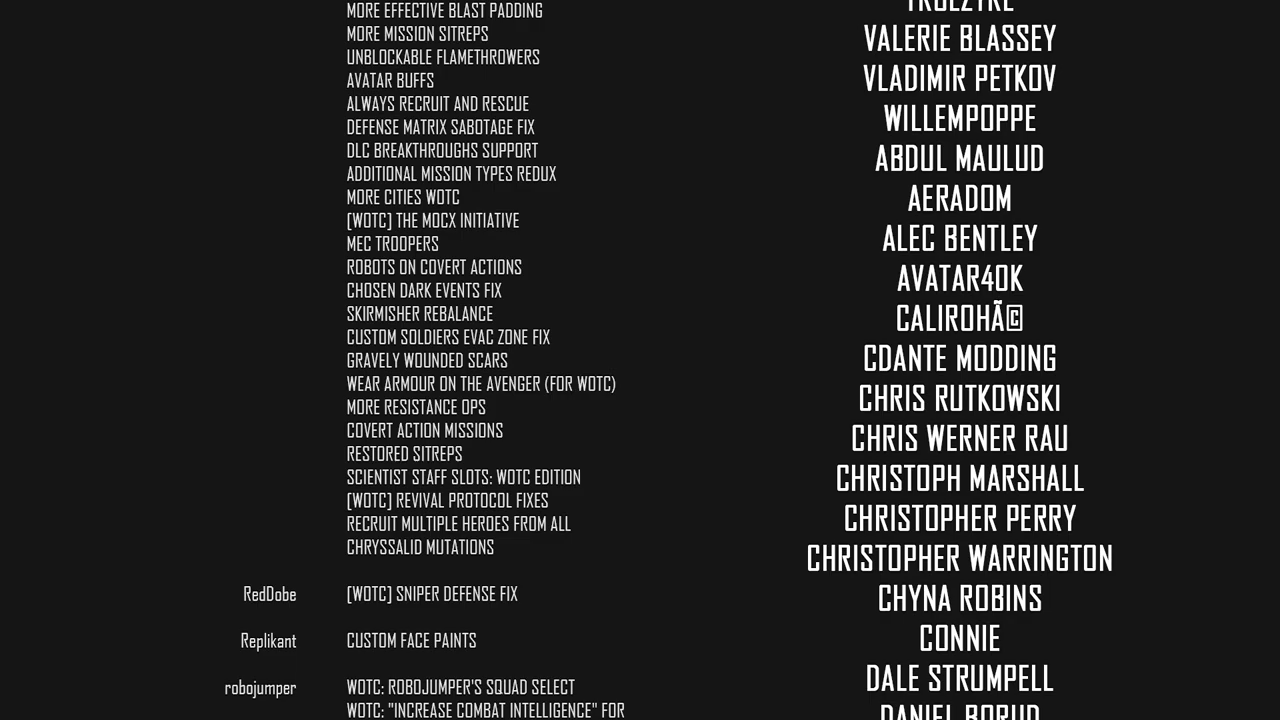 MORE EFFECTIVE BLAST PADDING
MORE MISSION SITREPS
UNBLOCKABLE FLAMETHROWERS
AVATAR BUFFS
ALWAYS RECRUIT AND RESCUE
DEFENSE MATRIX SABOTAGE FIX
DLC BREAKTHROUGHS SUPPORT
ADDITIONAL MISSION TYPES REDUX
MORE CITIES WOTC
[WOTC] THE MOCX INITIATIVE
MEC TROOPERS
ROBOTS ON COVERT ACTIONS
CHOSEN DARK EVENTS FIX
SKIRMISHER REBALANCE
CUSTOM SOLDIERS EVAC ZONE FIX
GRAVELY WOUNDED SCARS
WEAR ARMOUR ON THE AVENGER (FOR WOTC)
MORE RESISTANCE OPS
COVERT ACTION MISSIONS
RESTORED SITREPS
SCIENTIST STAFF SLOTS: WOTC EDITION
[WOTC] REVIVAL PROTOCOL FIXES
RECRUIT MULTIPLE HEROES FROM ALL
CHRYSSALID MUTATIONS
RedDobe [WOTC] SNIPER DEFENSE FIX
Replikant CUSTOM FACE PAINTS
robojumper WOTC: ROBOJUMPER'S SQUAD SELECT
WOTC: "INCREASE COMBAT INTELLIGENCE" FOR
VALERIE BLASSEY
VLADIMIR PETKOV
WILLEMPOPPE
ABDUL MAULUD
AERADOM
ALEC BENTLEY
AVATAR40K
CALIROHÃ©
CDANTE MODDING
CHRIS RUTKOWSKI
CHRIS WERNER RAU
CHRISTOPH MARSHALL
CHRISTOPHER PERRY
CHRISTOPHER WARRINGTON
CHYNA ROBINS
CONNIE
DALE STRUMPELL
DANIEL BORUD